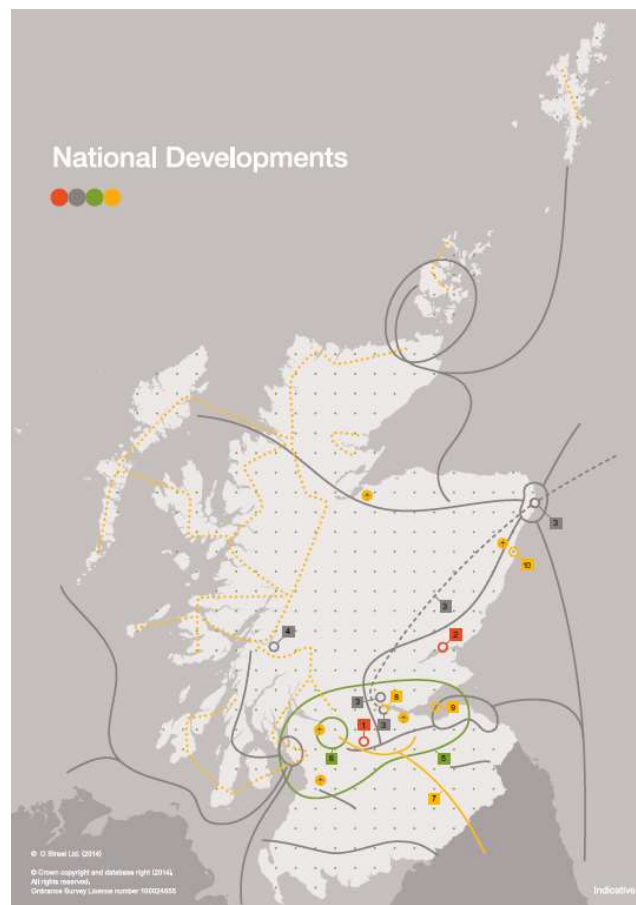 National Developments
3
10
3
4
2
3
8
9
1
3
6
5
7
© O Street Ltd. (2014)
© Crown copyright and database right (2014).
All rights reserved.
Ordnance Survey Licence number 100024655
Indicative